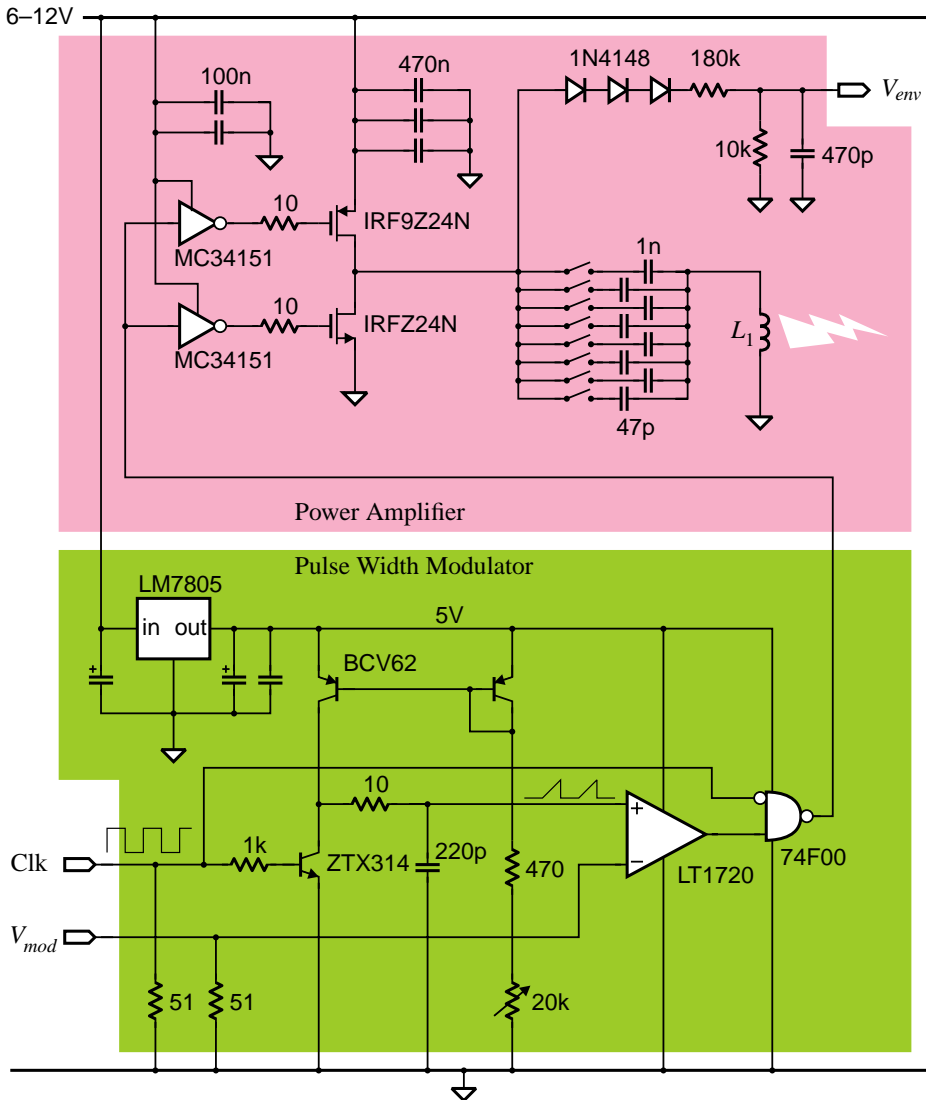 6–12V
100n
470n
1N4148
180k
V_env
10k
470p
10
IRF9Z24N
MC34151
1n
10
IRFZ24N
MC34151
L_1
47p
Power Amplifier
Pulse Width Modulator
LM7805
in out
5V
+
+
BCV62
10
+
Clk
1k
ZTX314
220p
470
−
LT1720
74F00
V_mod
51
51
20k